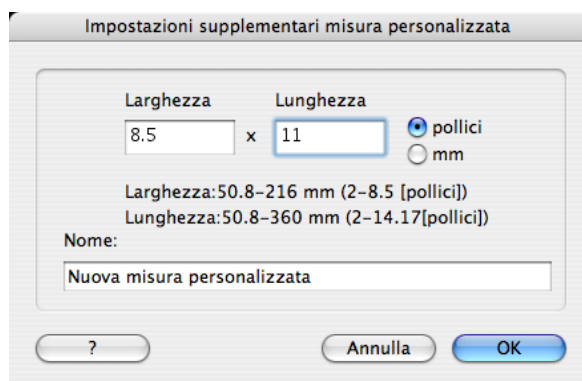 Impostazioni supplementari misura personalizzata
Larghezza Lunghezza
8.5 x 11 pollici
mm
Larghezza:50.8–216 mm (2–8.5 [pollici])
Lunghezza:50.8–360 mm (2–14.17[pollici])
Nome:
Nuova misura personalizzata
? Annulla OK